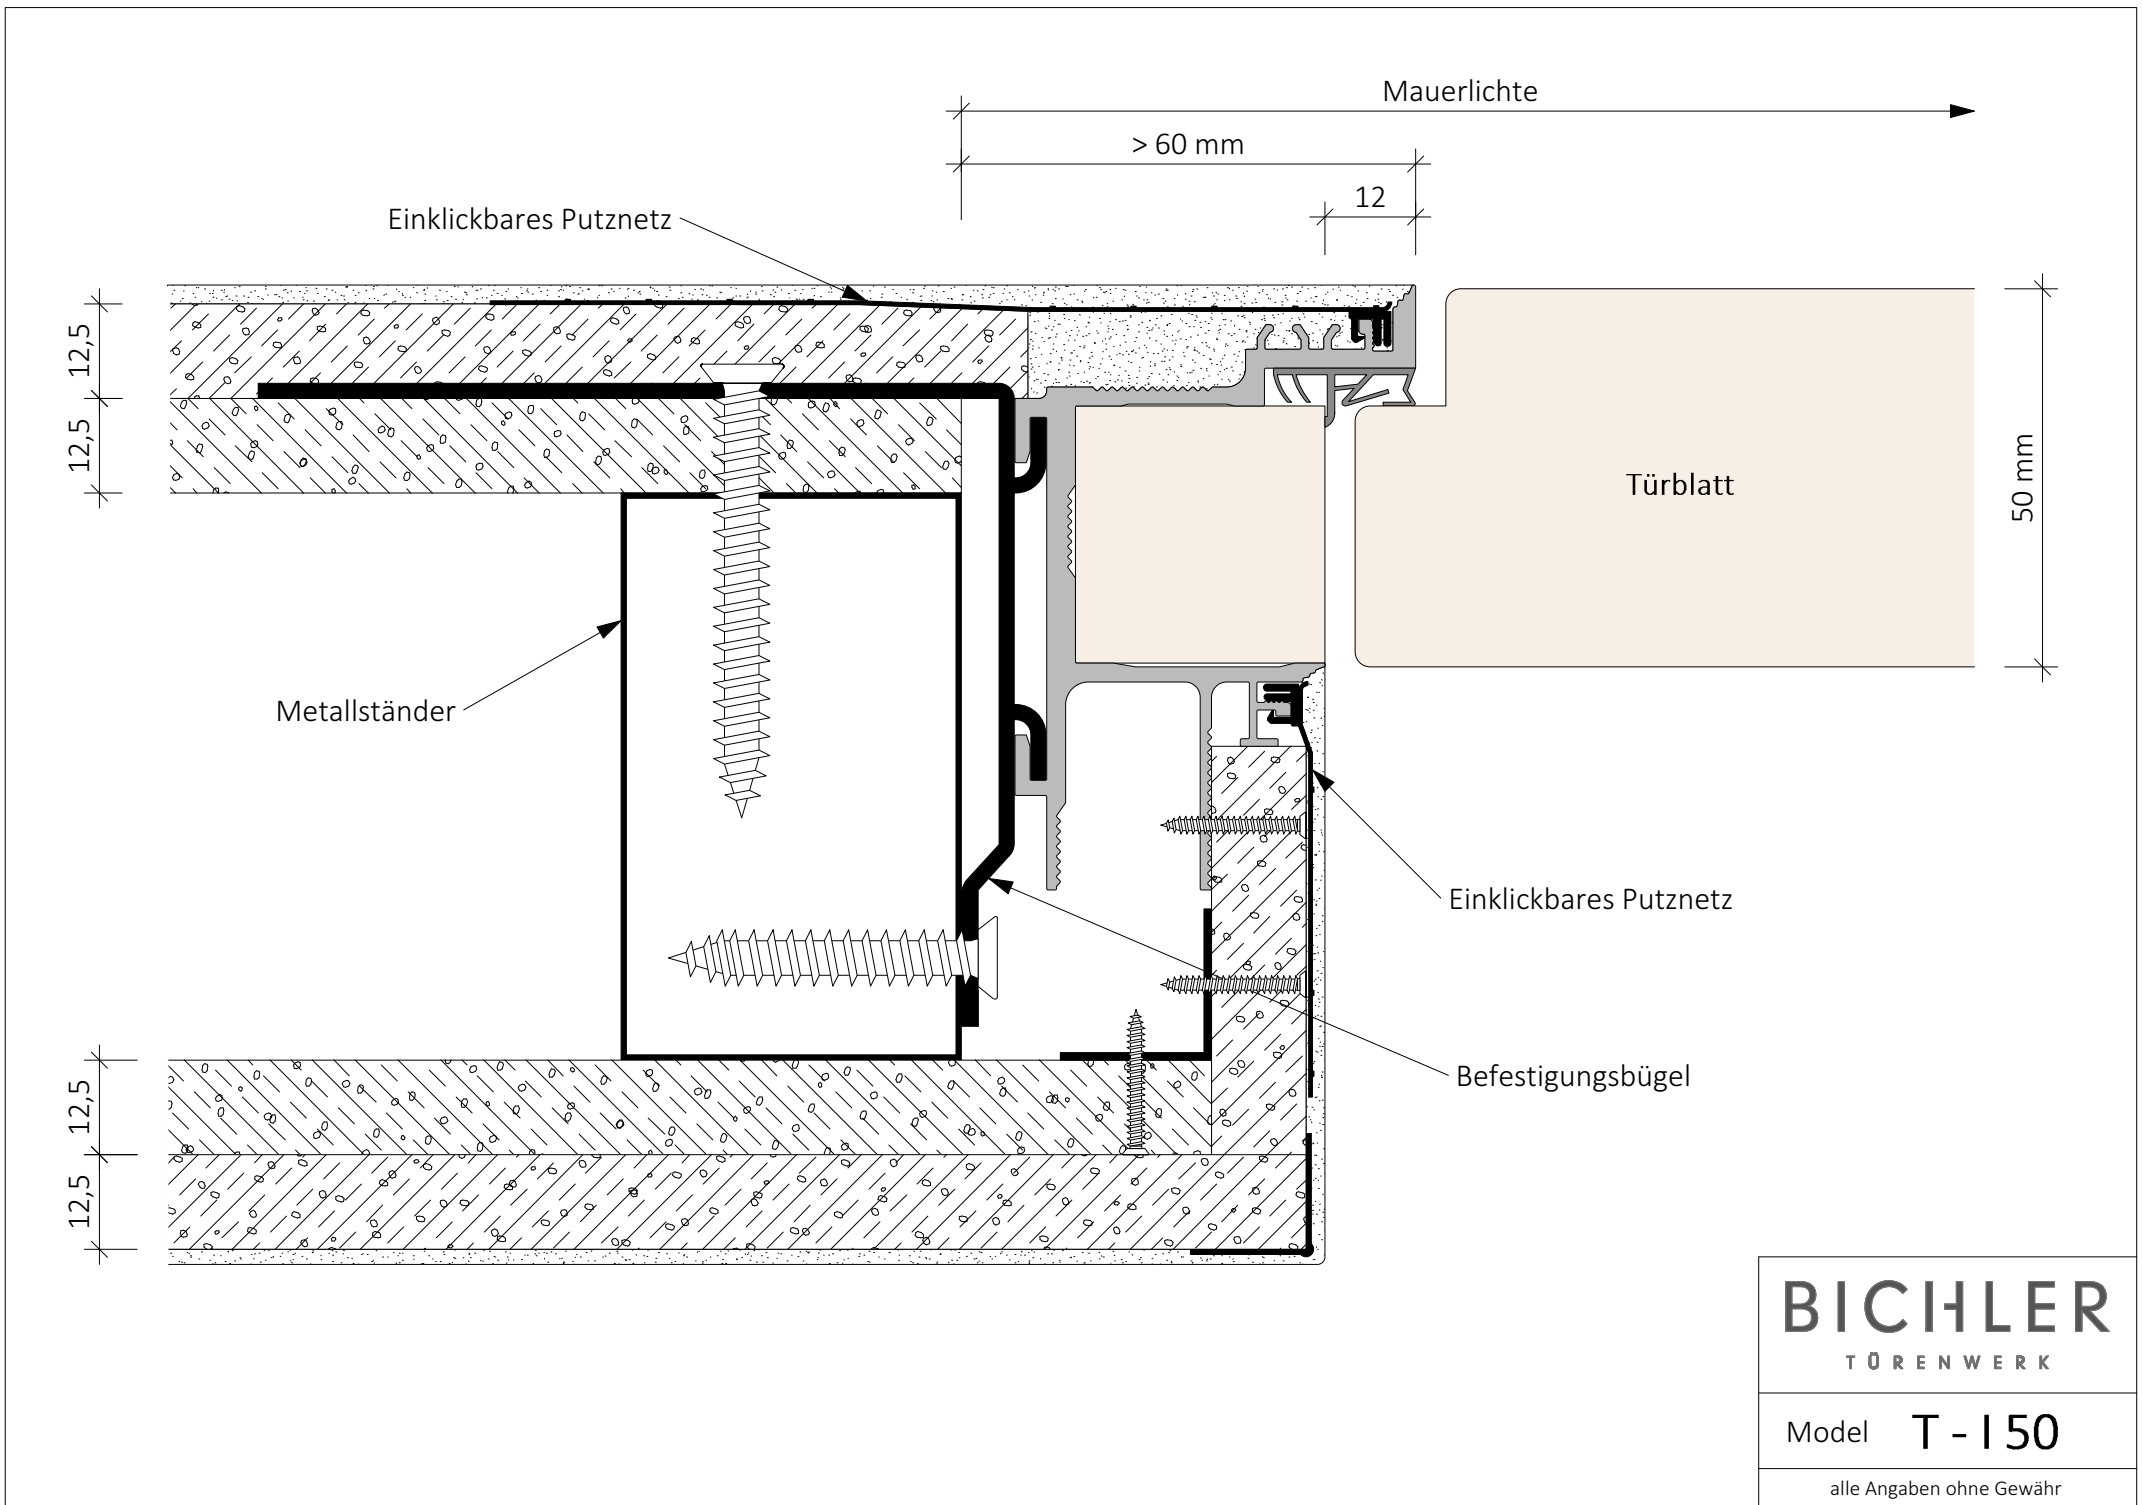 Mauerlichte
> 60 mm
12
Einklickbares Putznetz
12,5
12,5
Türblatt
50 mm
Metallständer
Einklickbares Putznetz
Befestigungsbügel
12,5
12,5
BICHLER
TÜRENWERK
Model T - I 50
alle Angaben ohne Gewähr